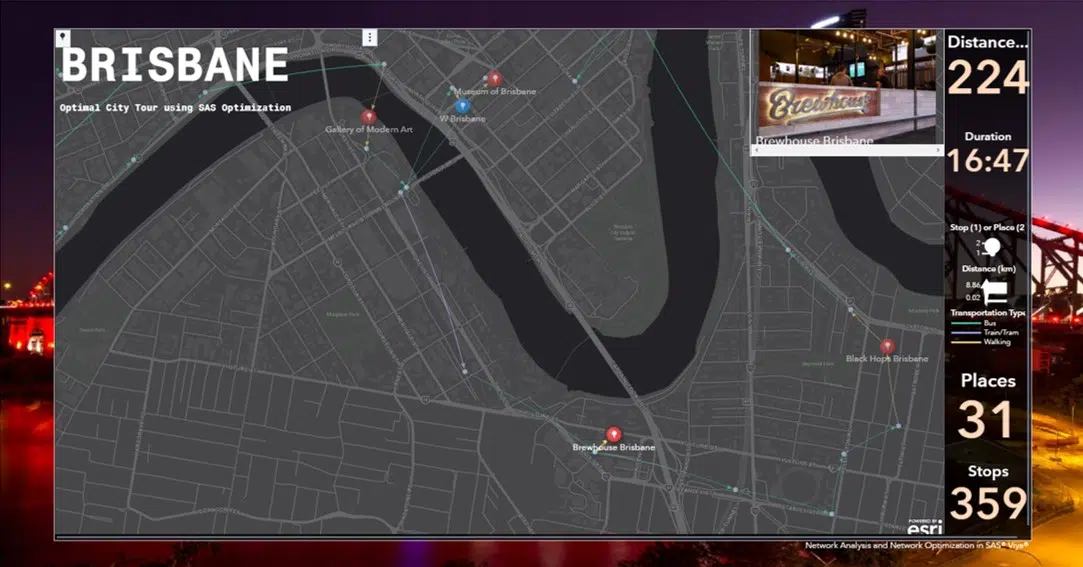 BRISBANE
Optimal City Tour using SAS Optimization
Museum of Brisbane
W Brisbane
Gallery of Modern Art
Black Hops Brisbane
Brewhouse Brisbane
Brewhouse
Brewhouse Brisbane
Distance...
224
Duration
16:47
Stop (1) or Place (2
2
1
Distance (km)
8.86
0.02
Transportation Type
Bus
Train/Tram
Walking
Places
31
Stops
359
POWERED BY
esri
Network Analysis and Network Optimization in SAS® Viya®